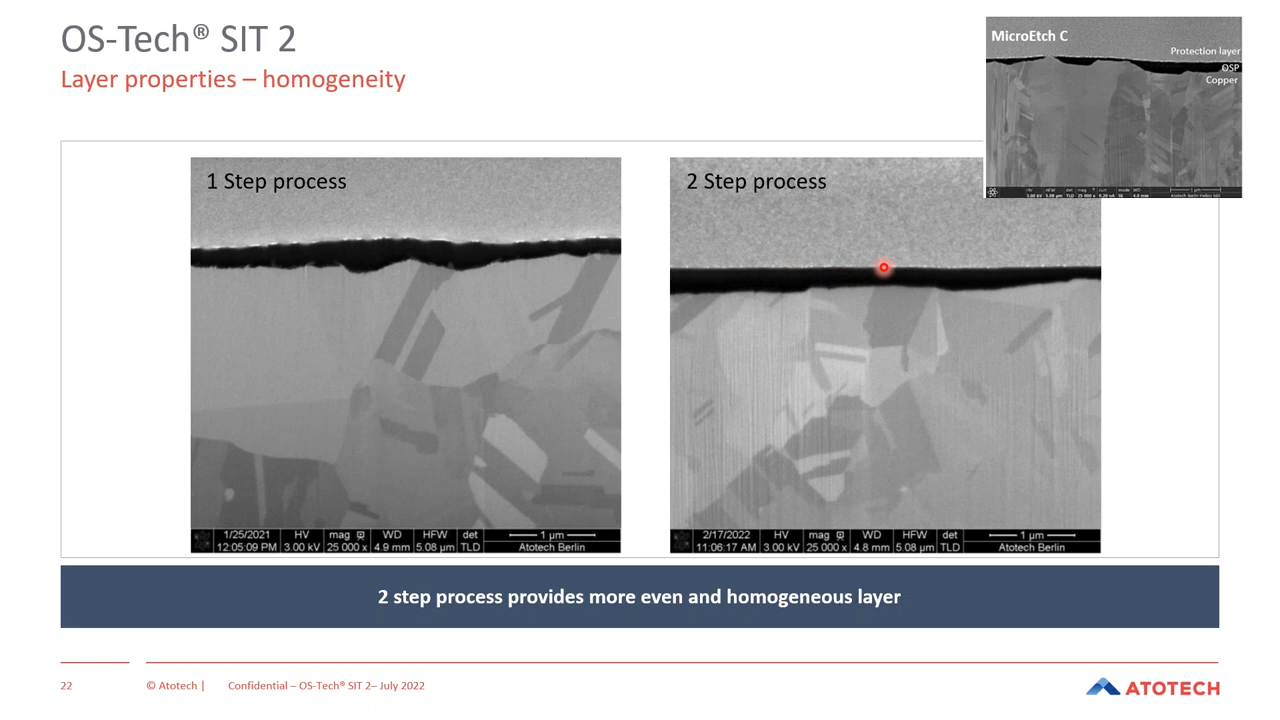 OS-Tech® SIT 2
Layer properties – homogeneity
MicroEtch C
Protection layer
OSP
Copper
1 Step process
2 Step process
1/25/2021 HV mag WD HFW det 1 µm
12:05:09 PM 3.00 kV 25 000 x 4.9 mm 5.08 µm TLD Atotech Berlin
2/17/2022 HV mag WD HFW det 1 µm
11:06:17 AM 3.00 kV 25 000 x 4.8 mm 5.08 µm TLD Atotech Berlin
2 step process provides more even and homogeneous layer
22 © Atotech | Confidential – OS-Tech® SIT 2– July 2022
ATOTECH